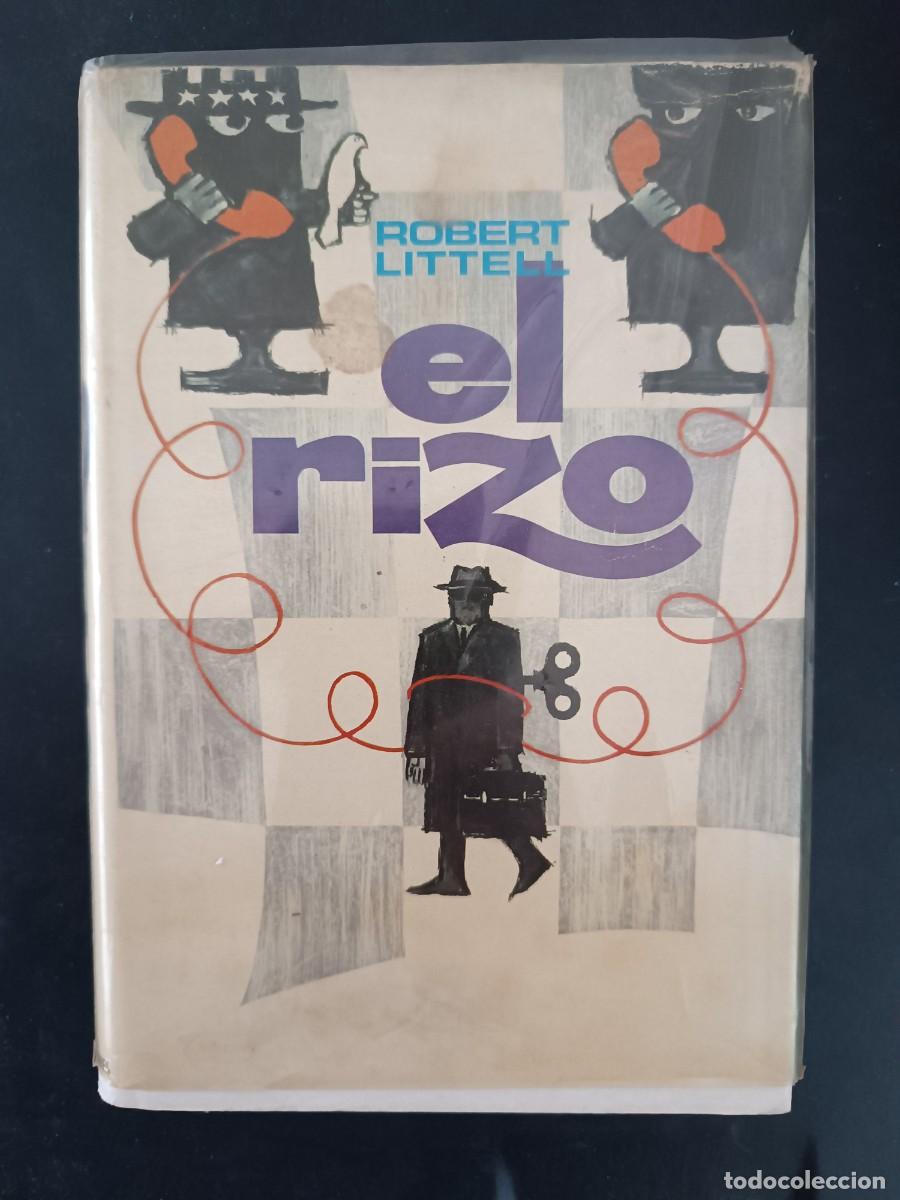 ROBERT
LITTELL
el
rizo
todocoleccion